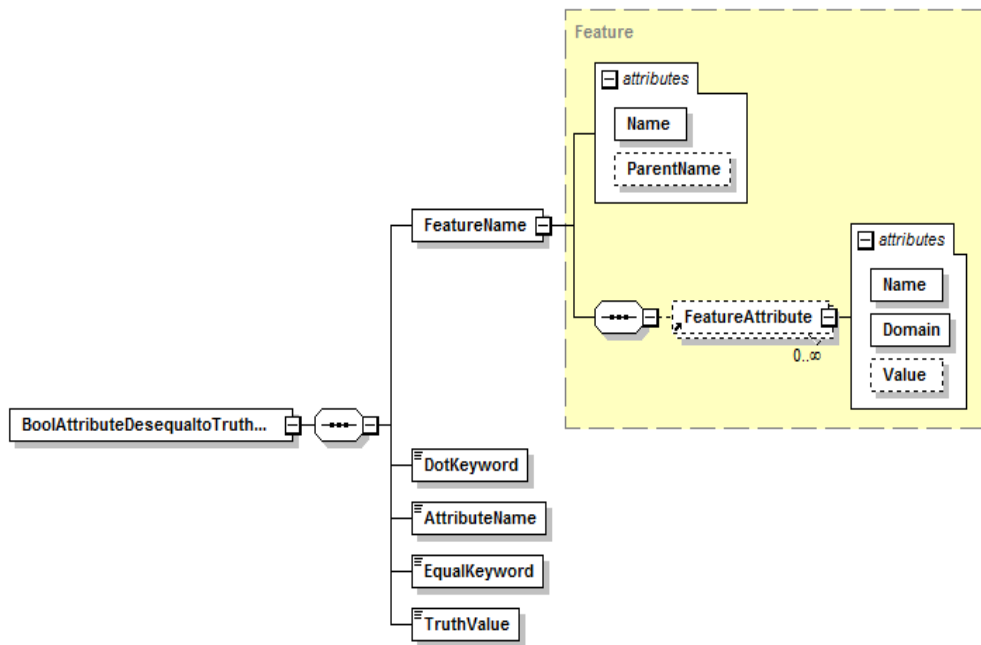 Feature
attributes
Name
ParentName
FeatureName
attributes
Name
FeatureAttribute
Domain
0..∞
Value
BoolAttributeDesequaltoTruth...
DotKeyword
AttributeName
EqualKeyword
TruthValue